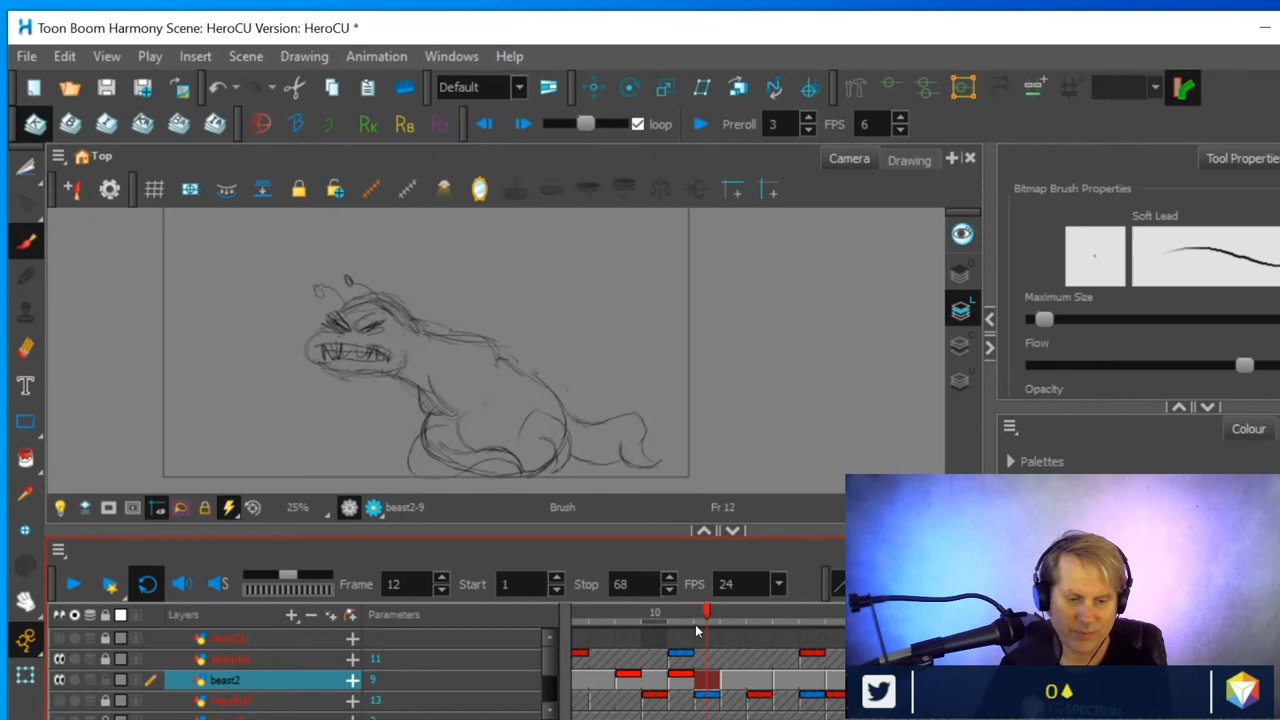 Toon Boom Harmony Scene: HeroCU Version: HeroCU *
File Edit View Play Insert Scene Drawing Animation Windows Help
Default
loop Preroll 3 FPS 6
Top Camera Drawing Tool Properties
Bitmap Brush Properties
Soft Lead
Maximum Size
Flow
Opacity
Colour
Palettes
25% beast2-9 Brush Fr 12
Frame 12 Start 1 Stop 68 FPS 24
Layers Parameters 10
HeroCU
11
beast2 9
13
0
CG SPECTRUM